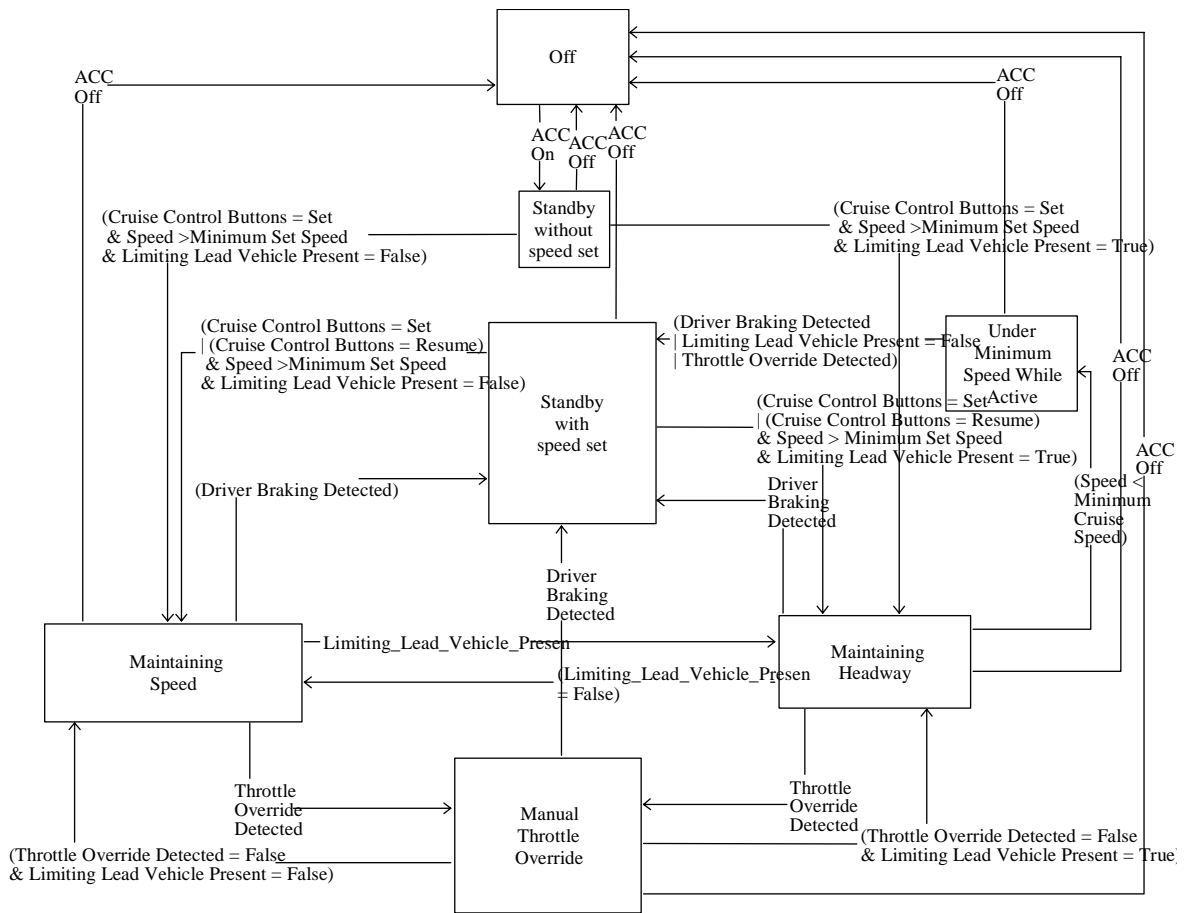 Off
ACC
Off
ACC
Off
ACC
On
ACC
Off
ACC
Off
Standby
without
speed set
(Cruise Control Buttons = Set
& Speed >Minimum Set Speed
& Limiting Lead Vehicle Present = False)
(Cruise Control Buttons = Set
& Speed >Minimum Set Speed
& Limiting Lead Vehicle Present = True)
(Cruise Control Buttons = Set
| (Cruise Control Buttons = Resume)
& Speed >Minimum Set Speed
& Limiting Lead Vehicle Present = False)
(Driver Braking Detected
| Limiting Lead Vehicle Present = False
| Throttle Override Detected)
Under
Minimum
Speed While
Active
ACC
Off
Standby
with
speed set
(Cruise Control Buttons = Set
| (Cruise Control Buttons = Resume)
& Speed > Minimum Set Speed
& Limiting Lead Vehicle Present = True)
ACC
Off
(Driver Braking Detected)
Driver
Braking
Detected
(Speed <
Minimum
Cruise
Speed)
Driver
Braking
Detected
Maintaining
Speed
Limiting_Lead_Vehicle_Presen
(Limiting_Lead_Vehicle_Presen
= False)
Maintaining
Headway
Throttle
Override
Detected
Manual
Throttle
Override
Throttle
Override
Detected
(Throttle Override Detected = False
& Limiting Lead Vehicle Present = False)
(Throttle Override Detected = False
& Limiting Lead Vehicle Present = True)